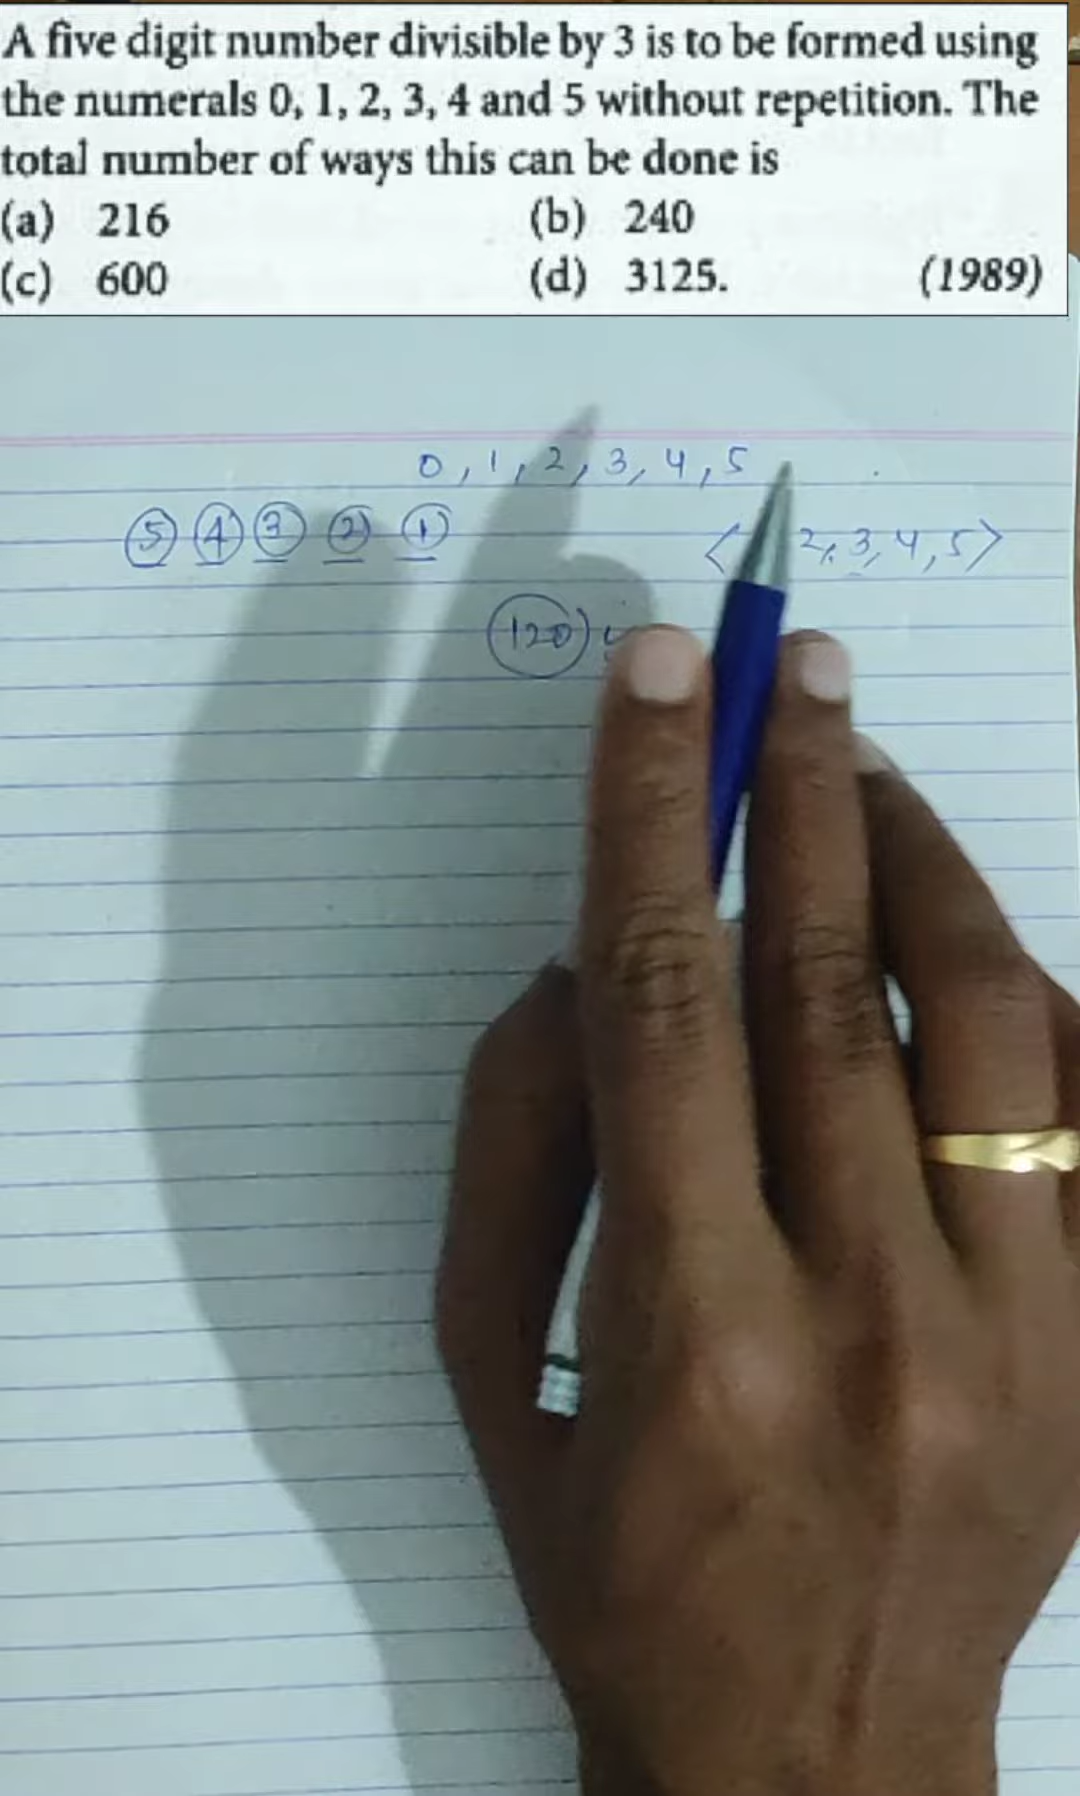 A five digit number divisible by 3 is to be formed using
the numerals 0, 1, 2, 3, 4 and 5 without repetition. The
total number of ways this can be done is
(a) 216 (b) 240
(c) 600 (d) 3125. (1989)
0, 1, 2, 3, 4, 5
5 4 3 2 1
< 2, 3, 4, 5>
120